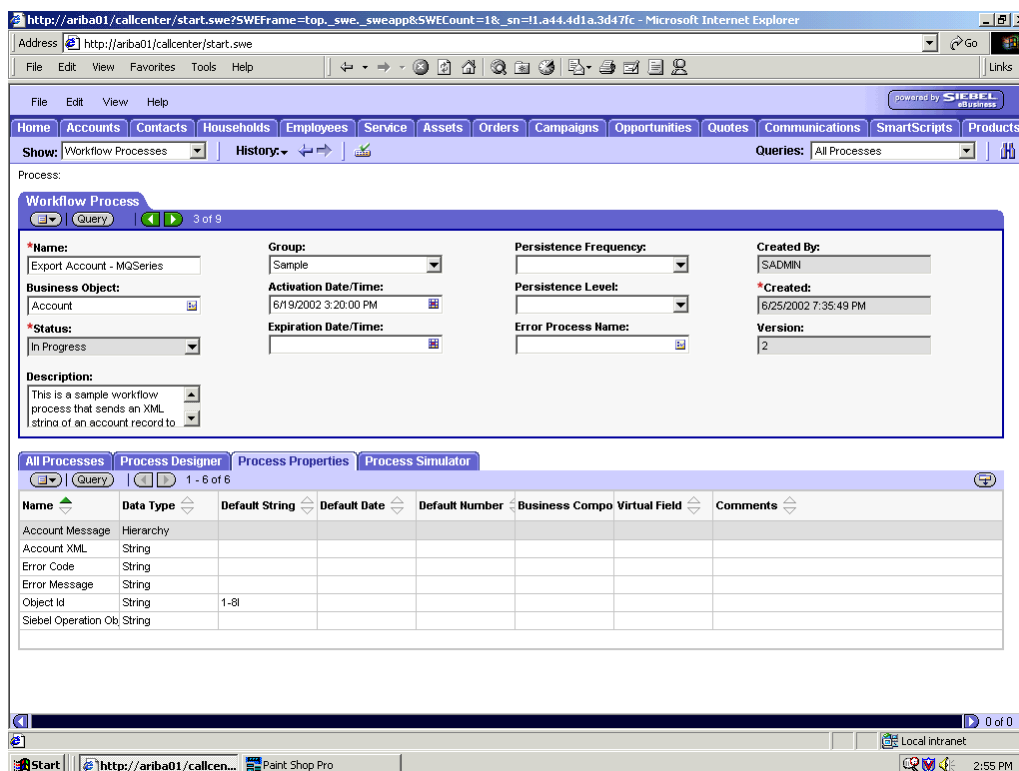 http://ariba01/callcenter/start.swe?SWEFrame=top._swe._sweapp&SWECount=1&_sn=!1.a44.4d1a.3d47fc - Microsoft Internet Explorer
Address http://ariba01/callcenter/start.swe Go
File Edit View Favorites Tools Help Links
File Edit View Help powered by SIEBEL eBusiness
Home Accounts Contacts Households Employees Service Assets Orders Campaigns Opportunities Quotes Communications SmartScripts Products
Show: Workflow Processes History: Queries: All Processes
Process:
Workflow Process
Query 3 of 9
*Name: Group: Persistence Frequency: Created By:
Export Account - MQSeries Sample SADMIN
Business Object: Activation Date/Time: Persistence Level: *Created:
Account 6/19/2002 3:20:00 PM 6/25/2002 7:35:49 PM
*Status: Expiration Date/Time: Error Process Name: Version:
In Progress 2
Description:
This is a sample workflow
process that sends an XML
string of an account record to
All Processes Process Designer Process Properties Process Simulator
Query 1 - 6 of 6
Name Data Type Default String Default Date Default Number Business Compo Virtual Field Comments
Account Message Hierarchy
Account XML String
Error Code String
Error Message String
Object Id String 1-8I
Siebel Operation Ob String
0 of 0
Local intranet
Start http://ariba01/callcen... Paint Shop Pro 2:55 PM